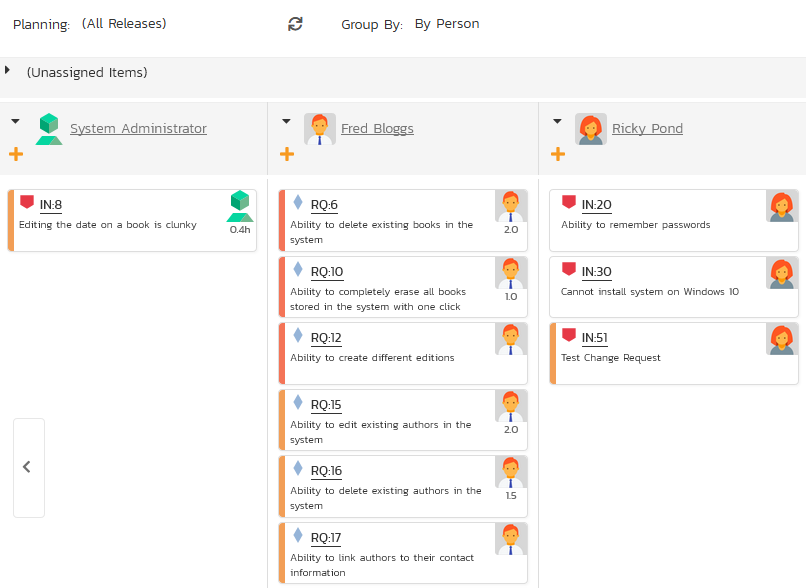 Planning: (All Releases) Group By: By Person
(Unassigned Items)
System Administrator
Fred Bloggs
Ricky Pond
IN:8
Editing the date on a book is clunky
0.4h
RQ:6
Ability to delete existing books in the
system
2.0
RQ:10
Ability to completely erase all books
stored in the system with one click
1.0
RQ:12
Ability to create different editions
RQ:15
Ability to edit existing authors in the
system
2.0
RQ:16
Ability to delete existing authors in the
system
1.5
RQ:17
Ability to link authors to their contact
information
IN:20
Ability to remember passwords
IN:30
Cannot install system on Windows 10
IN:51
Test Change Request